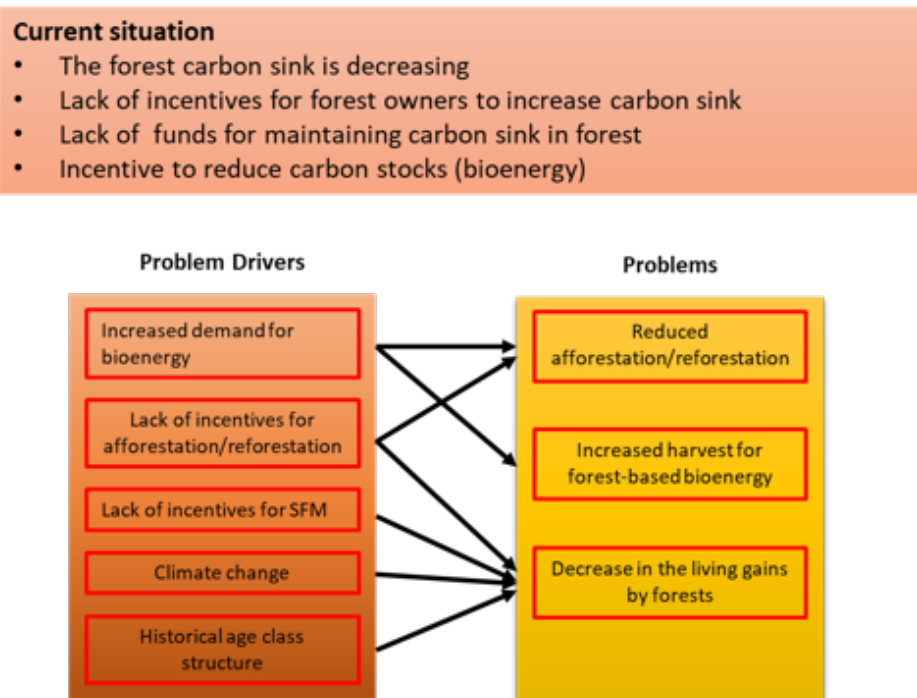 Current situation
• The forest carbon sink is decreasing
• Lack of incentives for forest owners to increase carbon sink
• Lack of funds for maintaining carbon sink in forest
• Incentive to reduce carbon stocks (bioenergy)
Problem Drivers
Increased demand for
bioenergy
Lack of incentives for
afforestation/reforestation
Lack of incentives for SFM
Climate change
Historical age class
structure
Problems
Reduced
afforestation/reforestation
Increased harvest for
forest-based bioenergy
Decrease in the living gains
by forests